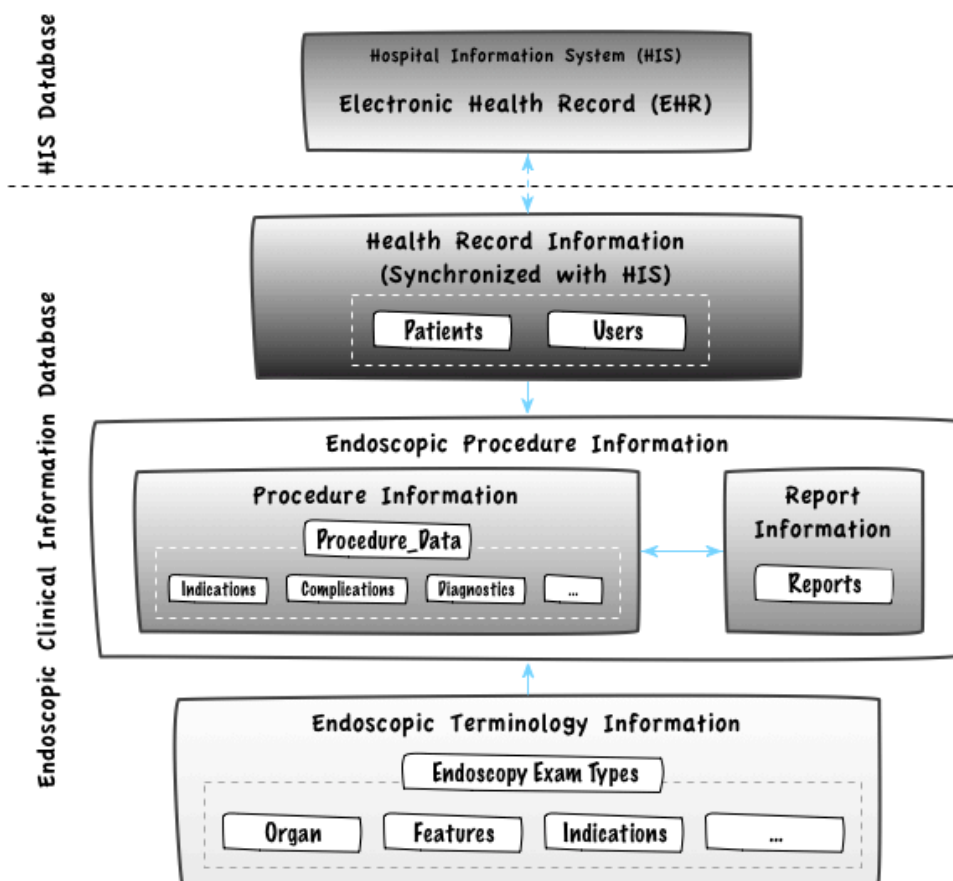 HIS Database
Hospital Information System (HIS)
Electronic Health Record (EHR)
Endoscopic Clinical Information Database
Health Record Information
(Synchronized with HIS)
Patients
Users
Endoscopic Procedure Information
Procedure Information
Procedure_Data
Indications
Complications
Diagnostics
...
Report
Information
Reports
Endoscopic Terminology Information
Endoscopy Exam Types
Organ
Features
Indications
...